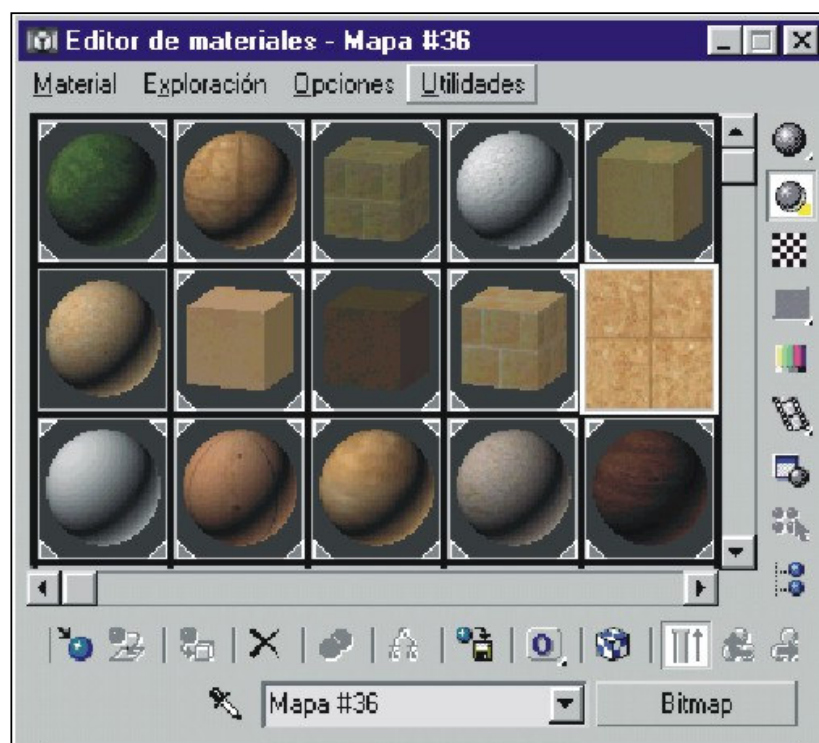 Editor de materiales - Mapa #36
Material Exploración Opciones Utilidades
Mapa #36 Bitmap